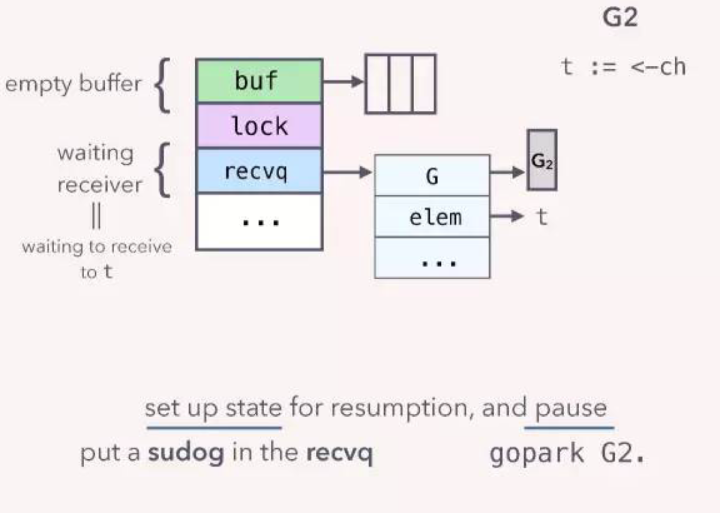 G2
t := <-ch
empty buffer
buf
lock
waiting
receiver
recvq
G
G2
||
...
elem
t
waiting to receive
to t
...
set up state for resumption, and pause
put a sudog in the recvq
gopark G2.